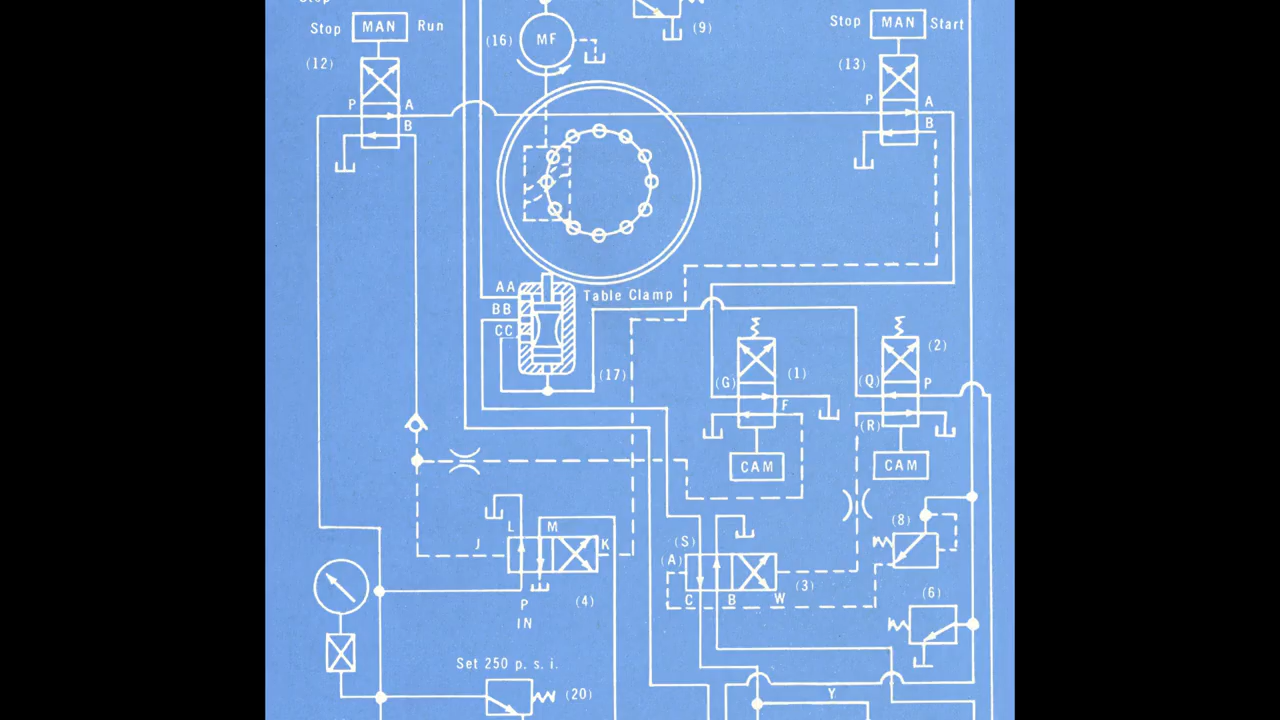 Stop MAN Run
(12)
P A
B
(16) MF
(9)
Stop MAN Start
(13)
P A
B
AA
BB
CC
Table Clamp
(17)
(G) (1)
F
CAM
(2)
(Q) P
(R)
CAM
L M
J K
P
IN
(4)
(S)
(A)
C B W
(3)
(8)
(6)
Set 250 p. s. i.
(20)
Y